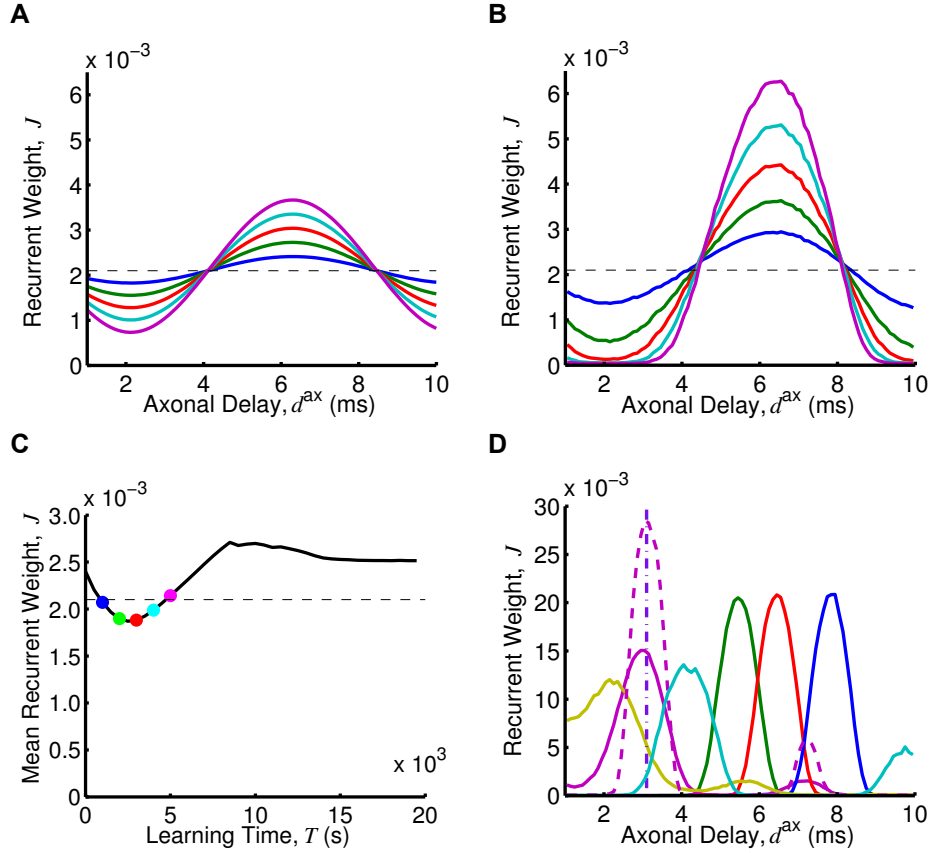 A
x 10⁻³
Recurrent Weight, J
6
5
4
3
2
1
0
2 4 6 8 10
Axonal Delay, dᵃˣ (ms)
B
x 10⁻³
Recurrent Weight, J
6
5
4
3
2
1
0
2 4 6 8 10
Axonal Delay, dᵃˣ (ms)
C
x 10⁻³
Mean Recurrent Weight, J
3.0
2.5
2.0
1.5
1.0
0.5
0
x 10³
0 5 10 15 20
Learning Time, T (s)
D
x 10⁻³
Recurrent Weight, J
30
25
20
15
10
5
0
2 4 6 8 10
Axonal Delay, dᵃˣ (ms)